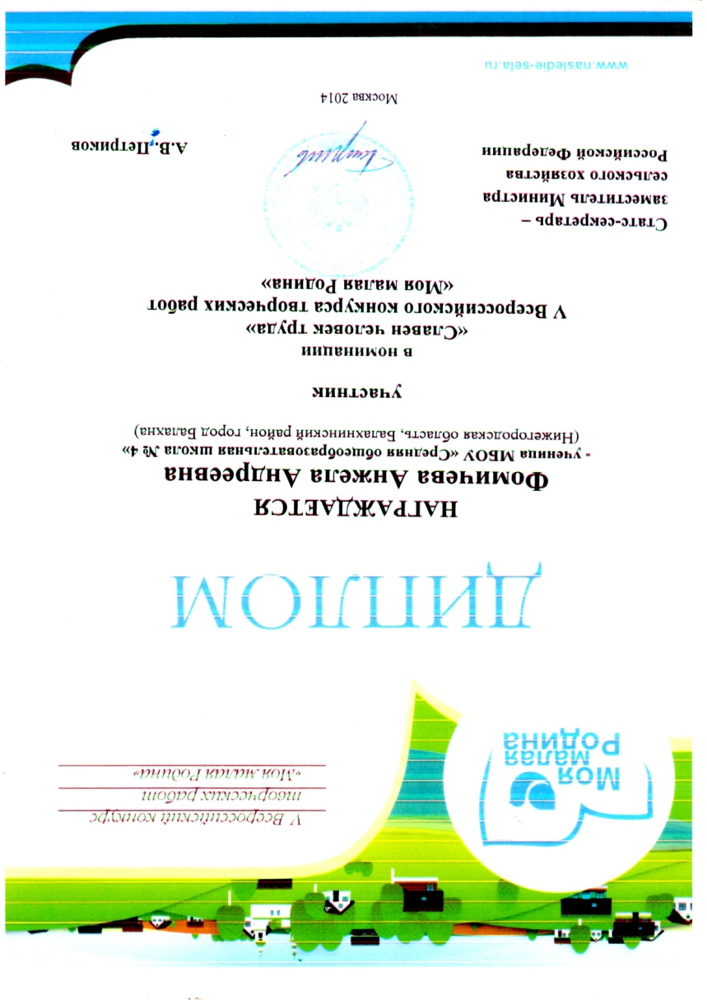 Моя
малая
Родина
V Всероссийский конкурс
творческих работ
«Моя малая Родина»
ДИПЛОМ
НАГРАЖДАЕТСЯ
Фомичева Анжела Андреевна
- ученица МБОУ «Средняя общеобразовательная школа № 4»
(Нижегородская область, Балахнинский район, город Балахна)
участник
в номинации
«Славен человек труда»
V Всероссийского конкурса творческих работ
«Моя малая Родина»
Статс-секретарь –
заместитель Министра
сельского хозяйства
Российской Федерации
А.В. Петриков
Москва 2014
www.nasledie-sela.ru